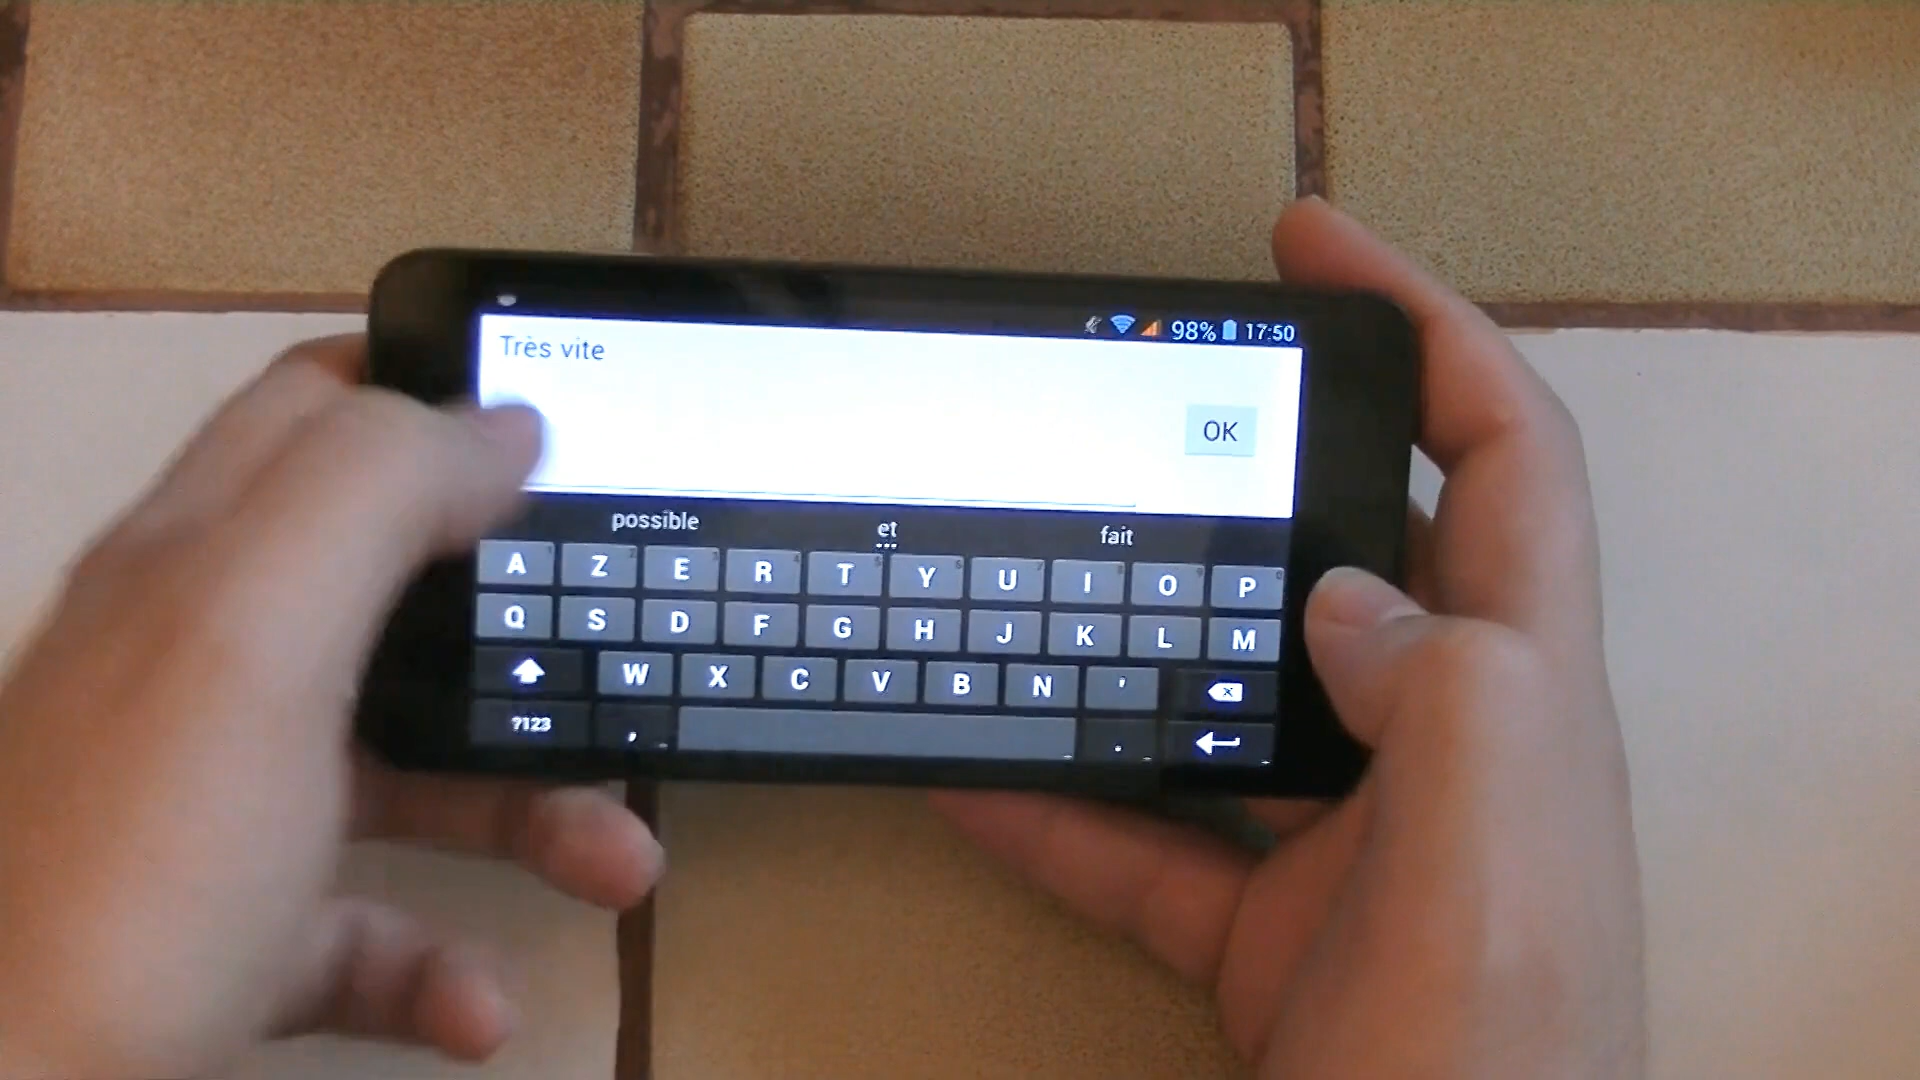 98% 17:50
Très vite
OK
possible et fait
A Z E R T Y U I O P
Q S D F G H J K L M
W X C V B N '
?123 , .